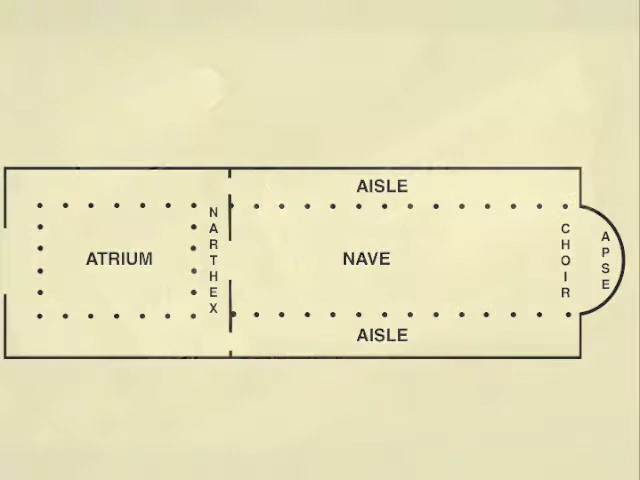 AISLE
ATRIUM
NARTHEX
NAVE
CHOIR
APSE
AISLE